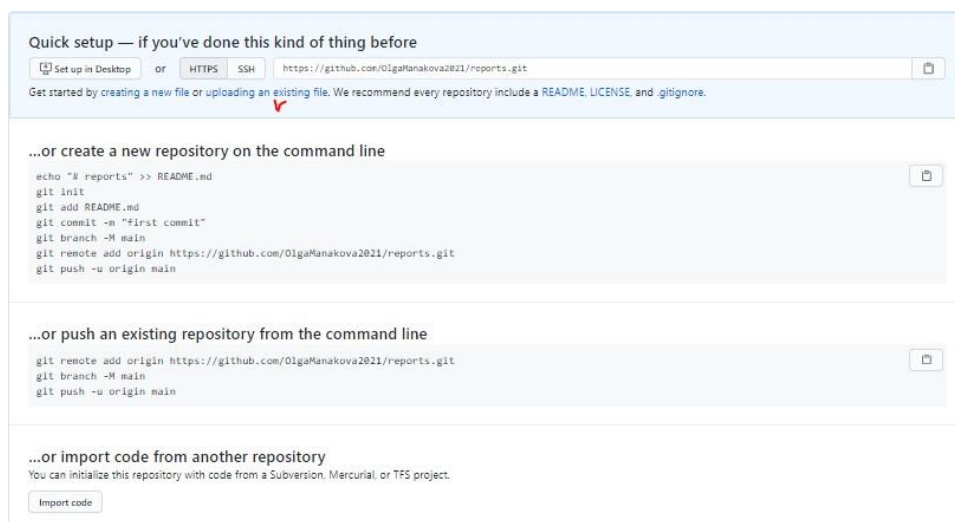 Quick setup — if you've done this kind of thing before
Set up in Desktop or HTTPS SSH https://github.com/OlgaManakova2021/reports.git
Get started by creating a new file or uploading an existing file. We recommend every repository include a README, LICENSE, and .gitignore.
...or create a new repository on the command line
echo "# reports" >> README.md
git init
git add README.md
git commit -m "first commit"
git branch -M main
git remote add origin https://github.com/OlgaManakova2021/reports.git
git push -u origin main
...or push an existing repository from the command line
git remote add origin https://github.com/OlgaManakova2021/reports.git
git branch -M main
git push -u origin main
...or import code from another repository
You can initialize this repository with code from a Subversion, Mercurial, or TFS project.
Import code